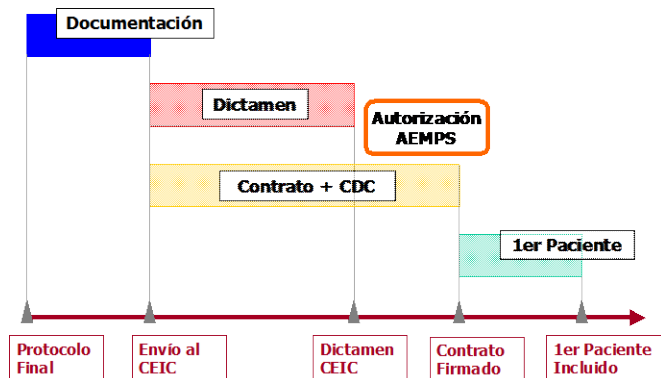 Documentación
Dictamen
Autorización
AEMPS
Contrato + CDC
1er Paciente
Protocolo
Final
Envío al
CEIC
Dictamen
CEIC
Contrato
Firmado
1er Paciente
Incluido